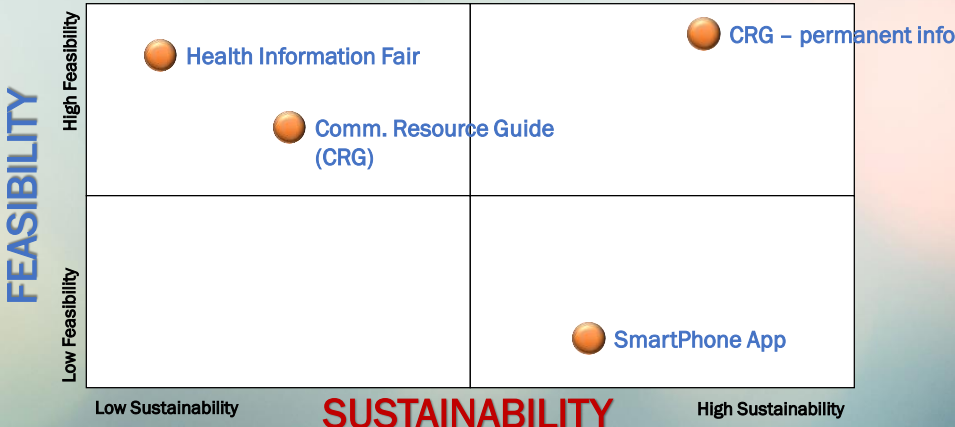 High Feasibility
Health Information Fair
CRG – permanent info
Comm. Resource Guide
(CRG)
FEASIBILITY
Low Feasibility
SmartPhone App
Low Sustainability
SUSTAINABILITY
High Sustainability